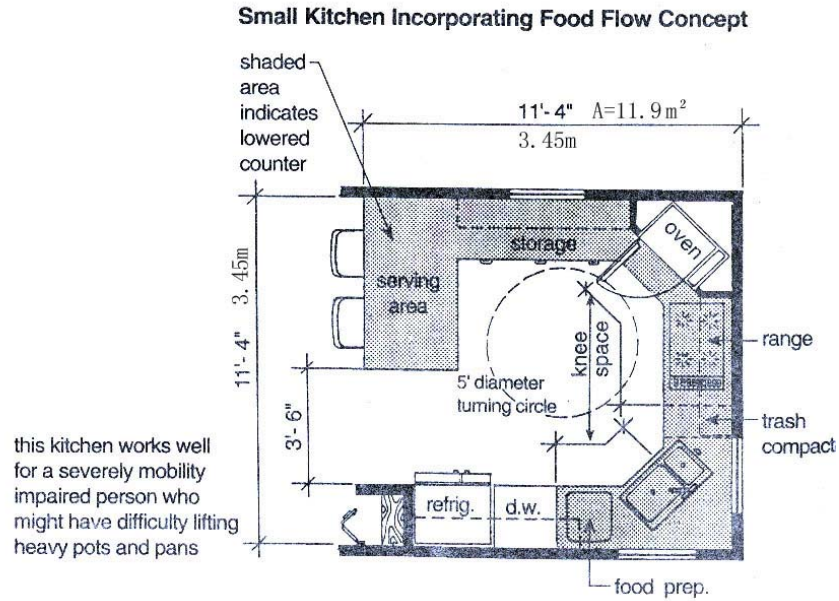 Small Kitchen Incorporating Food Flow Concept
shaded
area
indicates
lowered
counter
11'- 4" A=11.9m²
3.45m
oven
storage
serving
area
11'- 4" 3.45m
knee
space
range
5' diameter
turning circle
3'- 6"
trash
compact
this kitchen works well
for a severely mobility
impaired person who
might have difficulty lifting
heavy pots and pans
refrig.
d.w.
food prep.